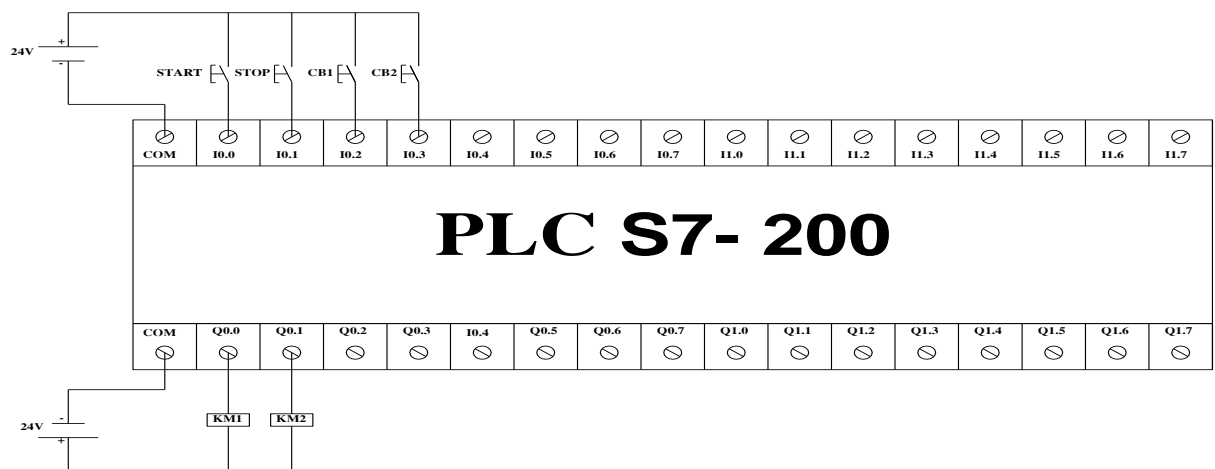 +
24V
-
START STOP CB1 CB2
COM I0.0 I0.1 I0.2 I0.3 I0.4 I0.5 I0.6 I0.7 I1.0 I1.1 I1.2 I1.3 I1.4 I1.5 I1.6 I1.7
PLC S7- 200
COM Q0.0 Q0.1 Q0.2 Q0.3 I0.4 Q0.5 Q0.6 Q0.7 Q1.0 Q1.1 Q1.2 Q1.3 Q1.4 Q1.5 Q1.6 Q1.7
-
24V
+
KM1 KM2